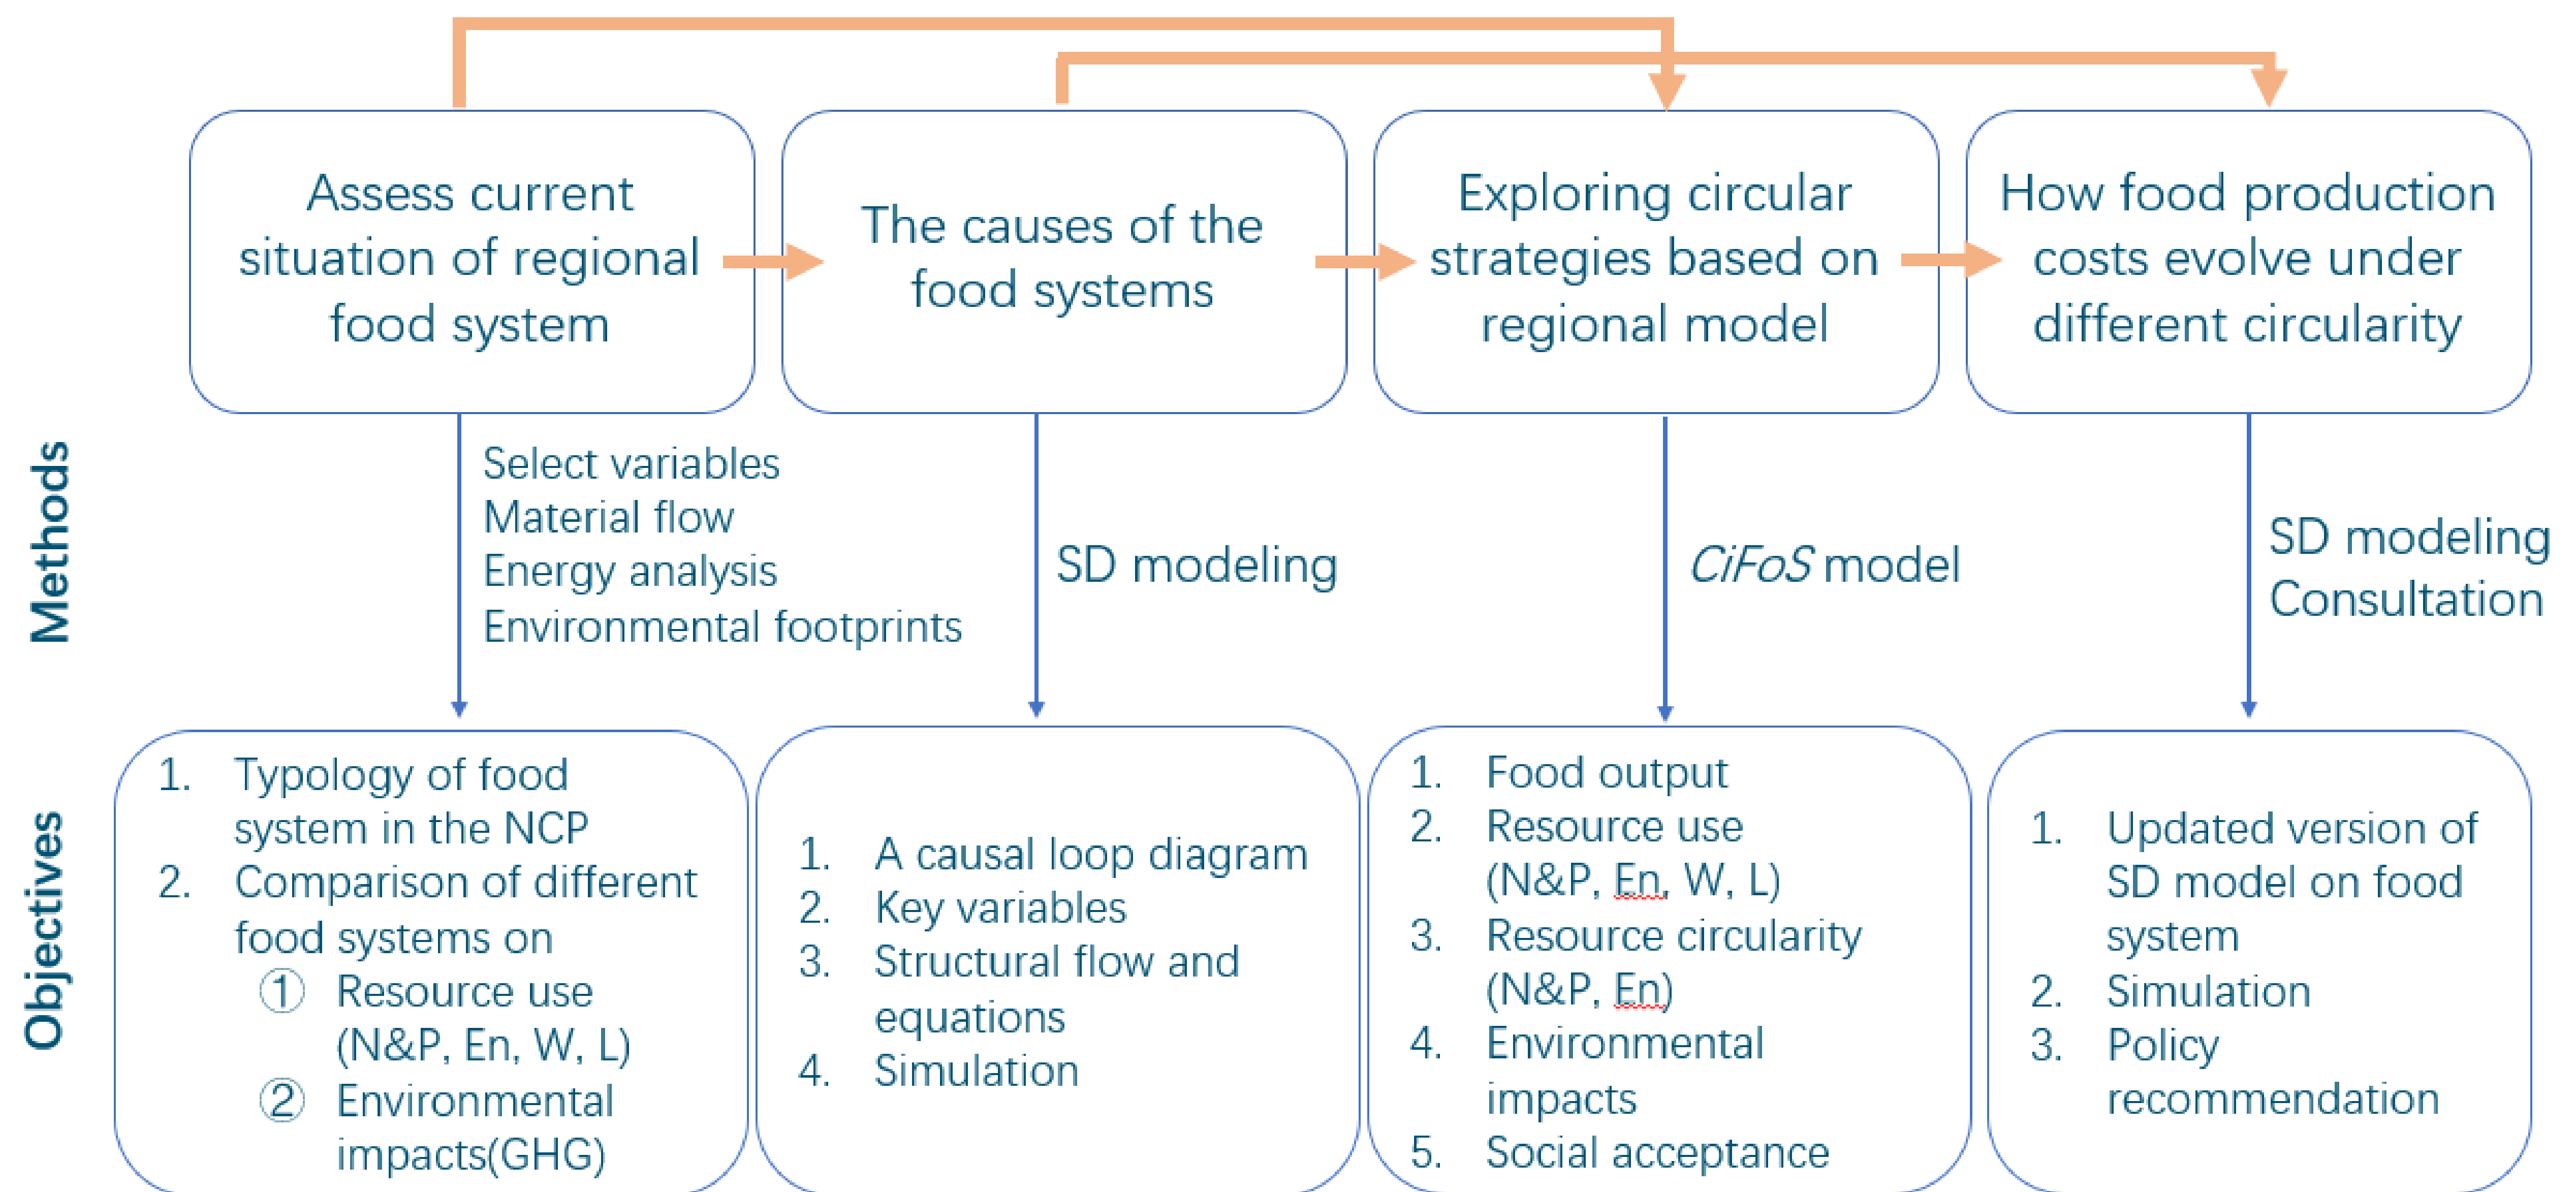 Assess current
situation of regional
food system
The causes of the
food systems
Exploring circular
strategies based on
regional model
How food production
costs evolve under
different circularity
Methods
Select variables
Material flow
Energy analysis
Environmental footprints
SD modeling
CiFoS model
SD modeling
Consultation
Objectives
1. Typology of food
system in the NCP
2. Comparison of different
food systems on
① Resource use
(N&P, En, W, L)
② Environmental
impacts(GHG)
1. A causal loop diagram
2. Key variables
3. Structural flow and
equations
4. Simulation
1. Food output
2. Resource use
(N&P, En, W, L)
3. Resource circularity
(N&P, En)
4. Environmental
impacts
5. Social acceptance
1. Updated version of
SD model on food
system
2. Simulation
3. Policy
recommendation